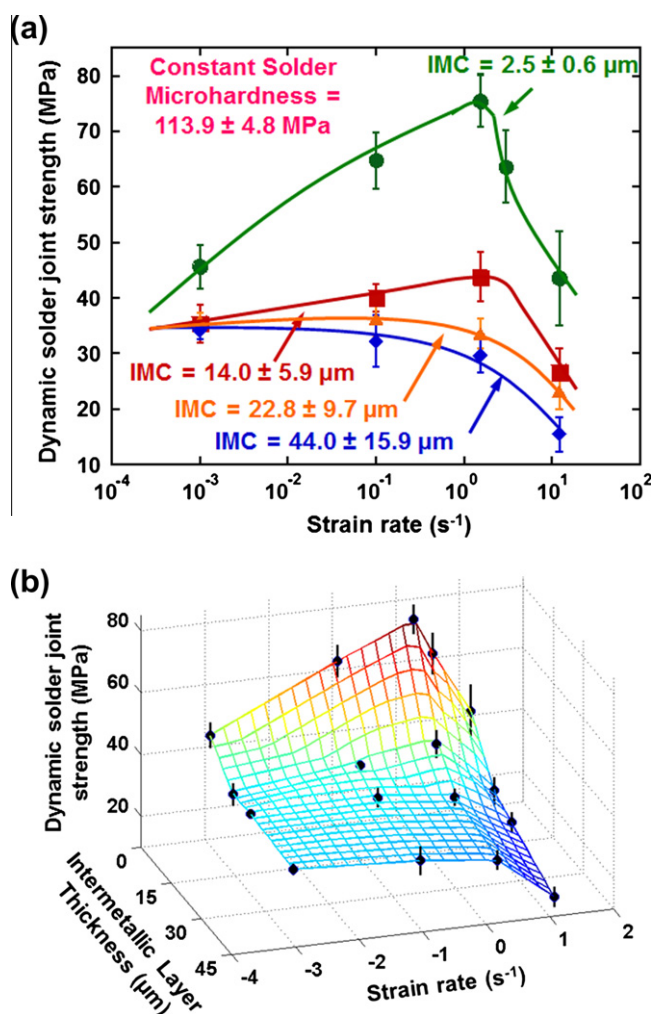 (a)
Constant Solder
Microhardness =
113.9 ± 4.8 MPa
IMC = 2.5 ± 0.6 µm
IMC = 14.0 ± 5.9 µm
IMC = 22.8 ± 9.7 µm
IMC = 44.0 ± 15.9 µm
Dynamic solder joint strength (MPa)
80
70
60
50
40
30
20
10
10-4 10-3 10-2 10-1 100 101 102
Strain rate (s-1)
(b)
Dynamic solder joint
strength (MPa)
80
60
40
20
0
15
30
45
Intermetallic Layer
Thickness (µm)
-4 -3 -2 -1 0 1 2
Strain rate (s-1)